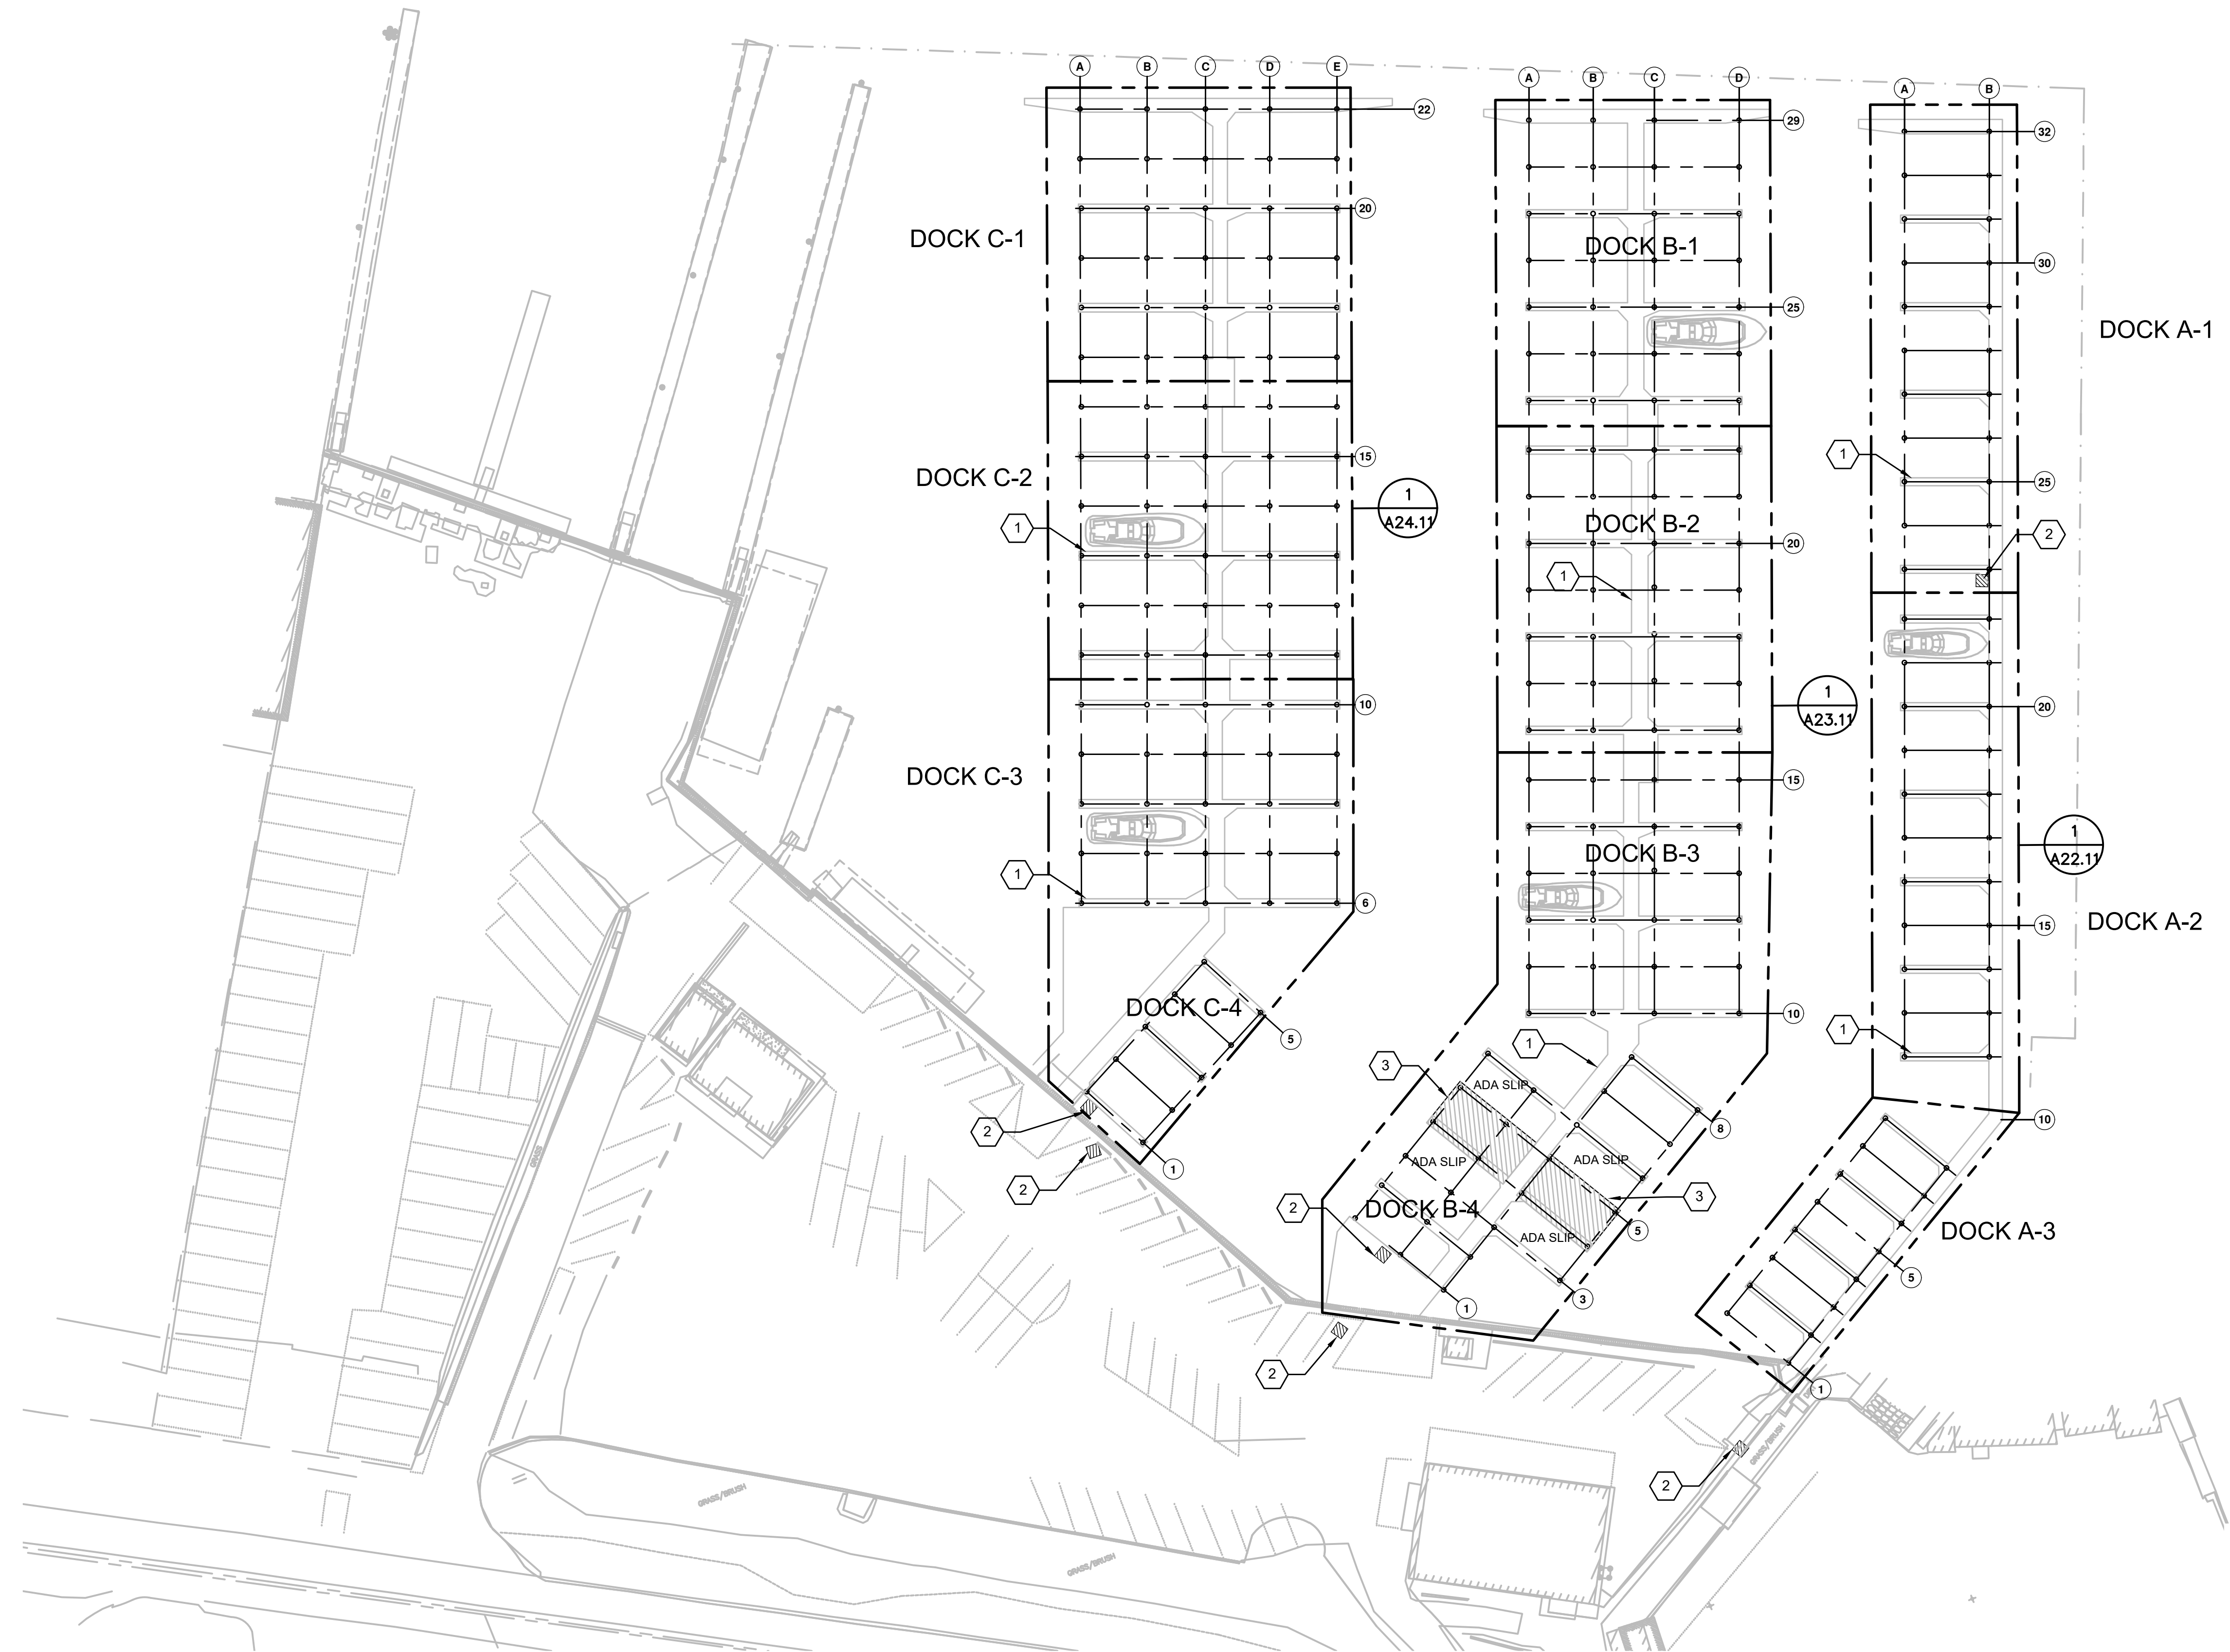 A B C D E
A B C D
A B
22
29
32
20
DOCK C-1
DOCK B-1
30
25
DOCK A-1
15
1
25
DOCK C-2
1
A24.11
1
DOCK B-2
20
2
1
10
1
A23.11
20
DOCK C-3
15
DOCK B-3
1
A22.11
1
6
15
DOCK A-2
DOCK C-4
5
10
1
1
3
ADA SLIP
8
10
2
ADA SLIP
ADA SLIP
1
2
3
2
DOCK B-4
5
ADA SLIP
DOCK A-3
5
3
1
2
1
2
GRASS
GRASS/BRUSH
GRASS/BRUSH
GRASS/BRUSH